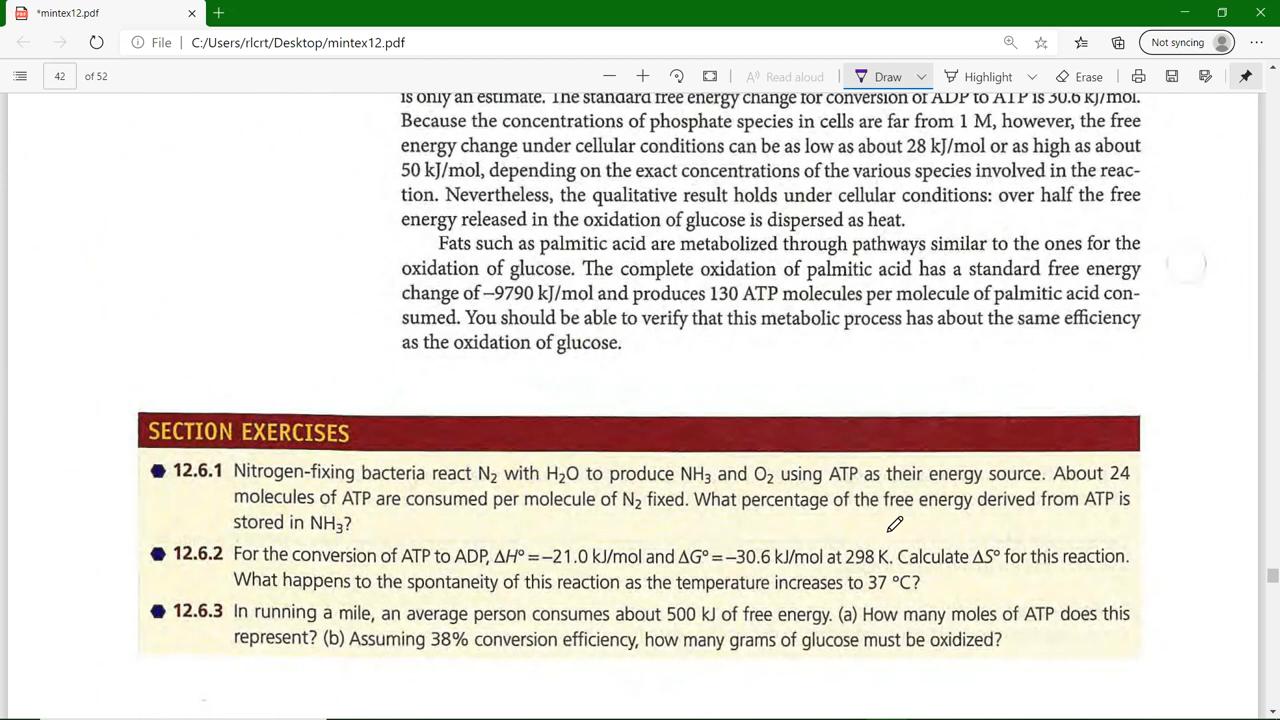 *mintex12.pdf
File C:/Users/rlcrt/Desktop/mintex12.pdf Not syncing
42 of 52 Read aloud Draw Highlight Erase
is only an estimate. The standard free energy change for conversion of ADP to ATP is 30.6 kJ/mol.
Because the concentrations of phosphate species in cells are far from 1 M, however, the free
energy change under cellular conditions can be as low as about 28 kJ/mol or as high as about
50 kJ/mol, depending on the exact concentrations of the various species involved in the reac-
tion. Nevertheless, the qualitative result holds under cellular conditions: over half the free
energy released in the oxidation of glucose is dispersed as heat.
Fats such as palmitic acid are metabolized through pathways similar to the ones for the
oxidation of glucose. The complete oxidation of palmitic acid has a standard free energy
change of −9790 kJ/mol and produces 130 ATP molecules per molecule of palmitic acid con-
sumed. You should be able to verify that this metabolic process has about the same efficiency
as the oxidation of glucose.
SECTION EXERCISES
12.6.1 Nitrogen-fixing bacteria react N₂ with H₂O to produce NH₃ and O₂ using ATP as their energy source. About 24
molecules of ATP are consumed per molecule of N₂ fixed. What percentage of the free energy derived from ATP is
stored in NH₃?
12.6.2 For the conversion of ATP to ADP, ΔH° = −21.0 kJ/mol and ΔG° = −30.6 kJ/mol at 298 K. Calculate ΔS° for this reaction.
What happens to the spontaneity of this reaction as the temperature increases to 37 °C?
12.6.3 In running a mile, an average person consumes about 500 kJ of free energy. (a) How many moles of ATP does this
represent? (b) Assuming 38% conversion efficiency, how many grams of glucose must be oxidized?